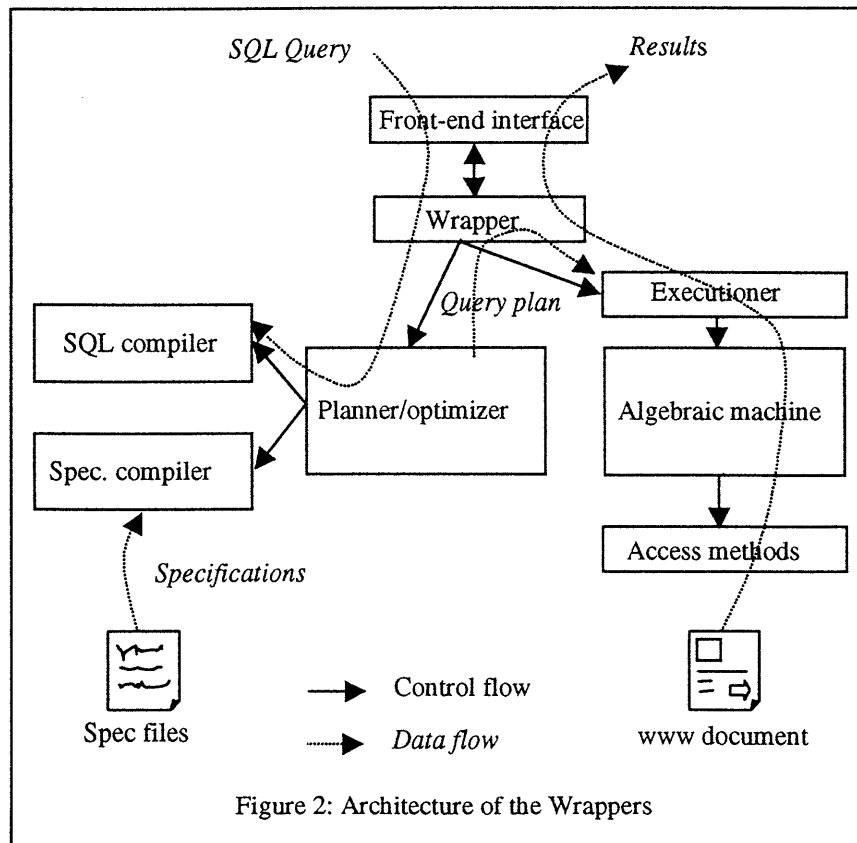 SQL Query
Results
Front-end interface
Wrapper
Query plan
Executioner
SQL compiler
Planner/optimizer
Algebraic machine
Spec. compiler
Access methods
Specifications
Control flow
Spec files
Data flow
www document
Figure 2: Architecture of the Wrappers